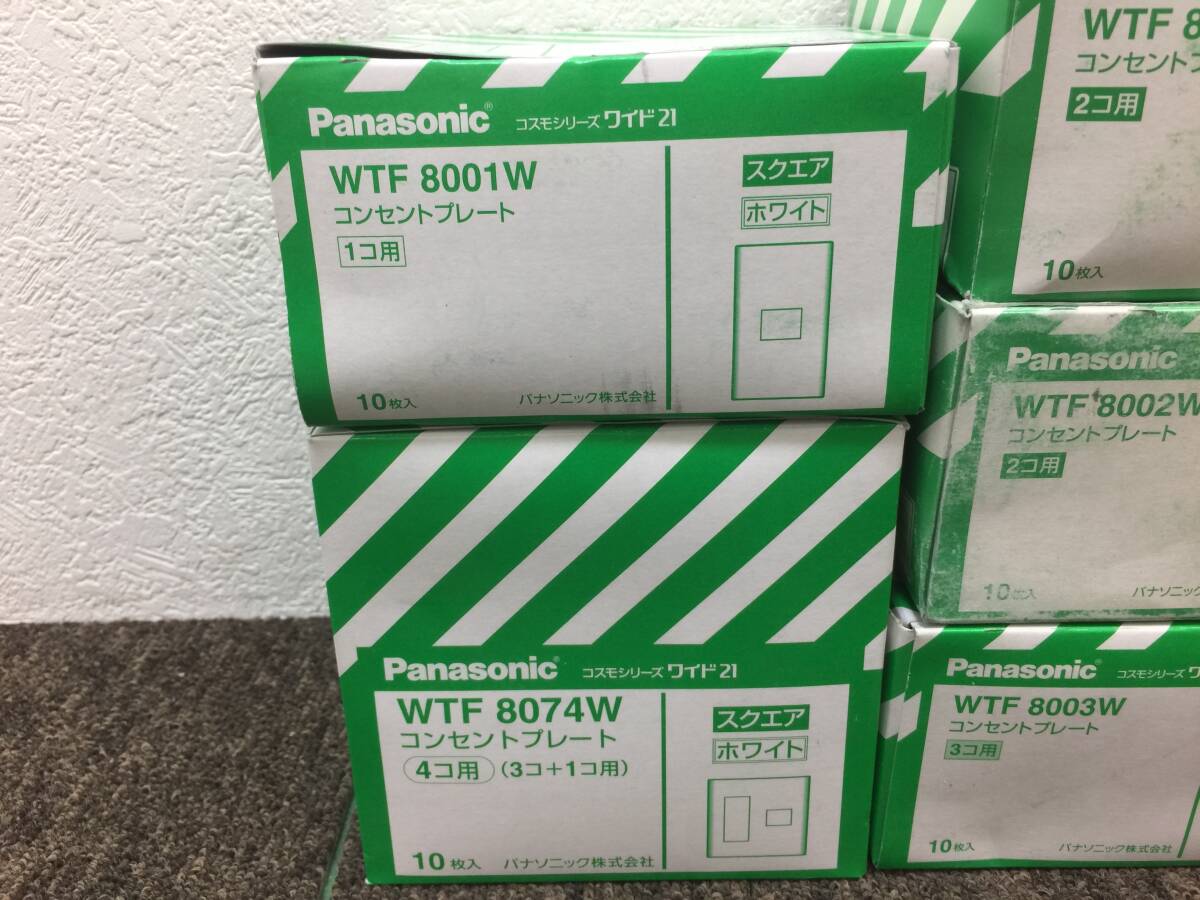 Panasonic® コスモシリーズ ワイド21
WTF 8001W
コンセントプレート
1コ用
スクエア
ホワイト
10枚入 パナソニック株式会社
Panasonic® コスモシリーズ ワイド21
WTF 8074W
コンセントプレート
4コ用 (3コ+1コ用)
スクエア
ホワイト
10枚入 パナソニック株式会社
WTF 8
コンセント
2コ用
10枚入
Panasonic
WTF 8002W
コンセントプレート
2コ用
10枚入 パナソニック
Panasonic® コスモシリーズ
WTF 8003W
コンセントプレート
3コ用
10枚入 パナソニック株式会社